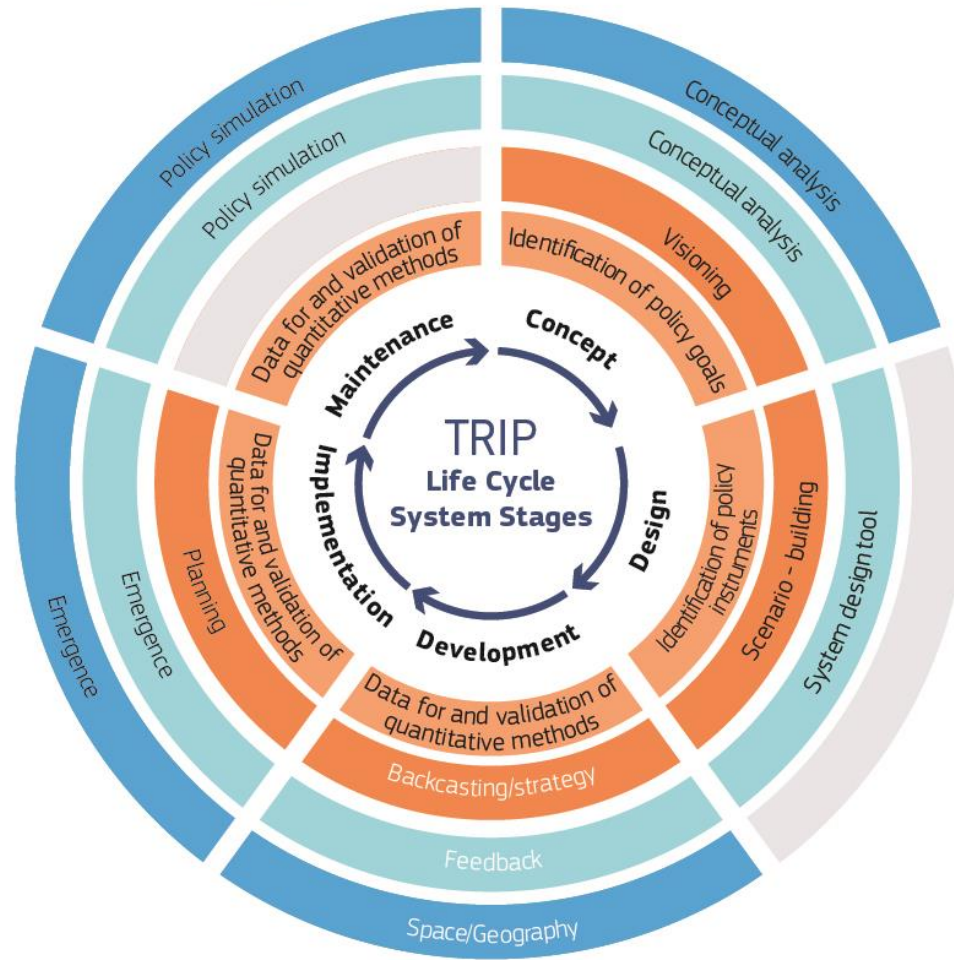 TRIP
Life Cycle
System Stages
Concept
Design
Development
Implementation
Maintenance
Conceptual analysis
Conceptual analysis
Visioning
Identification of policy goals
System design tool
Scenario - building
Identification of policy
instruments
Data for and validation of
quantitative methods
Backcasting/strategy
Feedback
Space/Geography
Emergence
Emergence
Planning
Data for and validation of
quantitative methods
Policy simulation
Policy simulation
Data for and validation of
quantitative methods